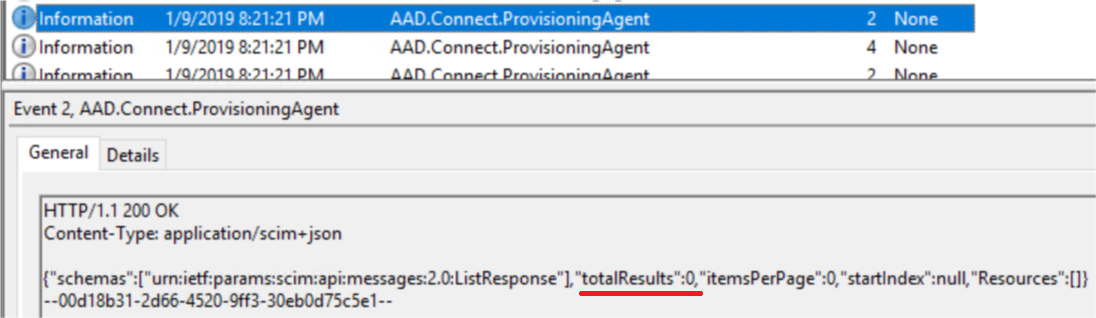 Information 1/9/2019 8:21:21 PM AAD.Connect.ProvisioningAgent 2 None
Information 1/9/2019 8:21:21 PM AAD.Connect.ProvisioningAgent 4 None
Information 1/9/2019 8:21:21 PM AAD.Connect.ProvisioningAgent 2 None
Event 2, AAD.Connect.ProvisioningAgent
General Details
HTTP/1.1 200 OK
Content-Type: application/scim+json
{"schemas":["urn:ietf:params:scim:api:messages:2.0:ListResponse"],"totalResults":0,"itemsPerPage":0,"startIndex":null,"Resources":[]}
--00d18b31-2d66-4520-9ff3-30eb0d75c5e1--